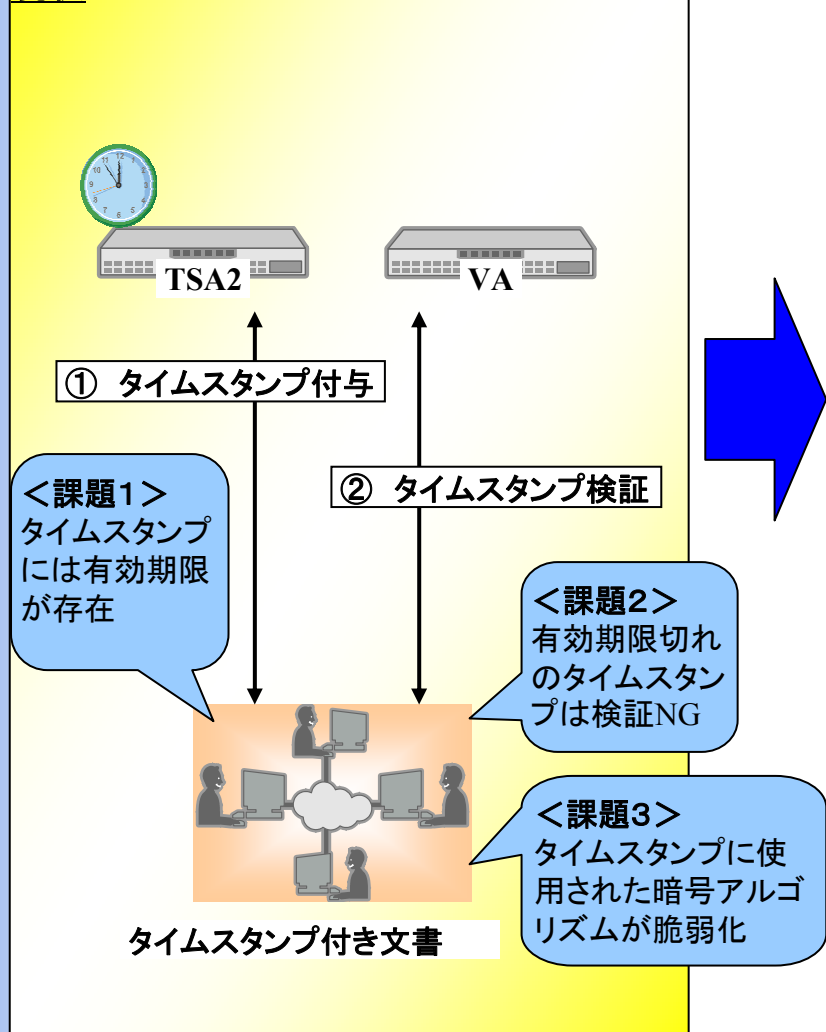 TSA2
VA
① タイムスタンプ付与
② タイムスタンプ検証
＜課題１＞
タイムスタンプ
には有効期限
が存在
＜課題２＞
有効期限切れ
のタイムスタン
プは検証NG
＜課題３＞
タイムスタンプに使
用された暗号アルゴ
リズムが脆弱化
タイムスタンプ付き文書